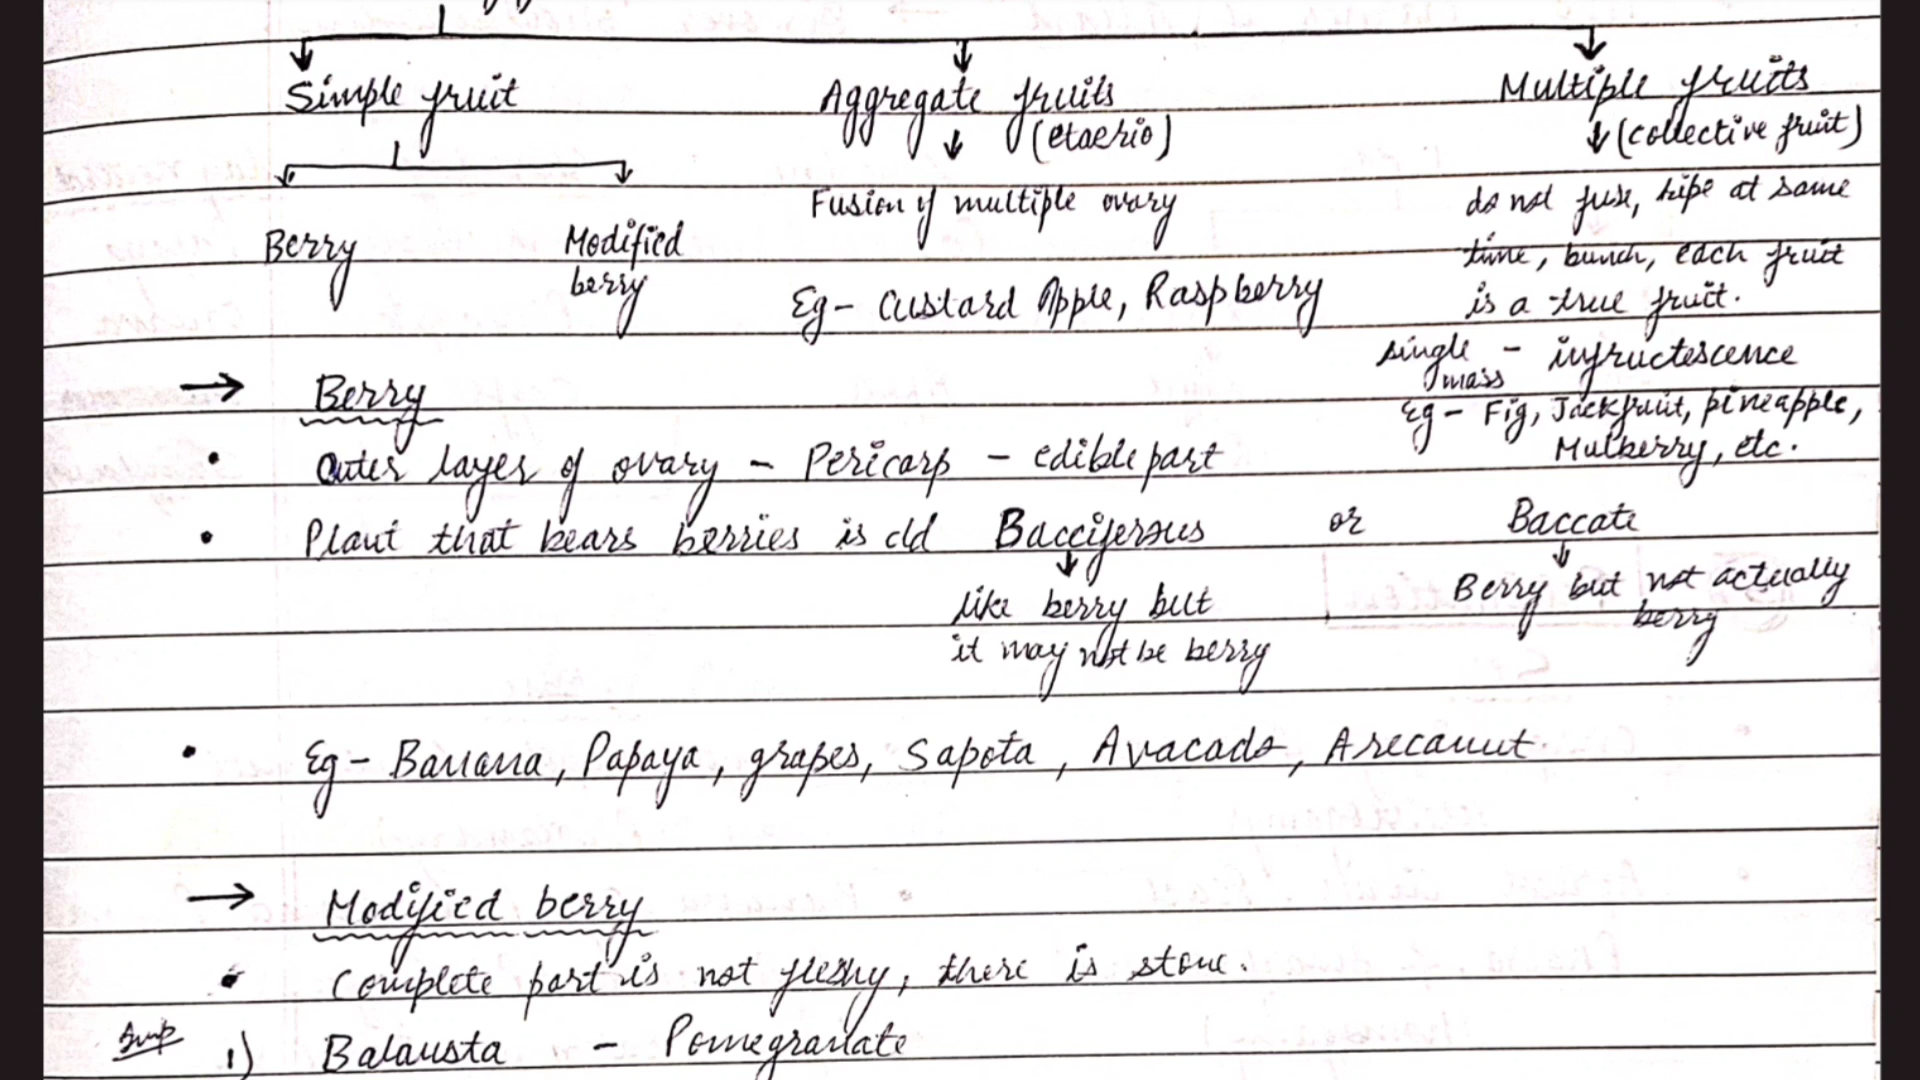 Simple fruit Aggregate fruits Multiple fruits
(etaerio) (collective fruit)
Berry Modified berry
Fusion of multiple ovary
Eg - Custard Apple, Raspberry
do not fuse, ripe at same
time, bunch, each fruit
is a true fruit.
single mass - infructescence
Eg - Fig, Jackfruit, pineapple,
Mulberry, etc.
→ Berry
• Outer layer of ovary - Pericarp - edible part
• Plant that bears berries is cld Bacciferous or Baccate
like berry but
it may not be berry
Berry but not actually
berry
• Eg - Banana, Papaya, grapes, Sapota, Avacado, Arecanut.
→ Modified berry
• Complete part is not fleshy, there is stone.
Imp 1) Balausta - Pomegranate